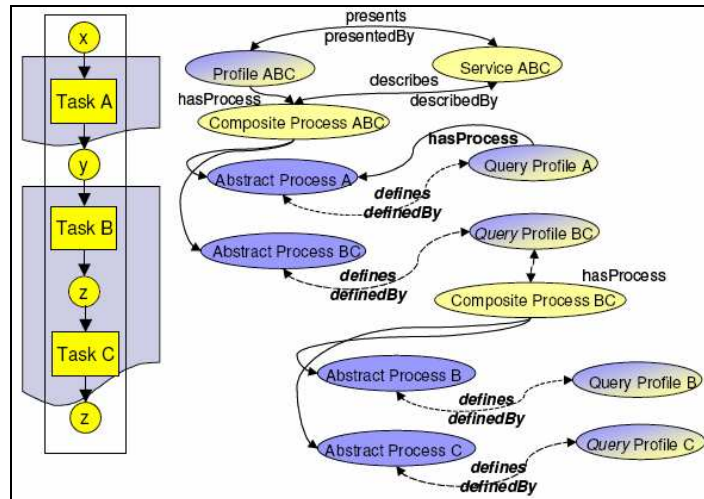 x
Task A
y
Task B
z
Task C
z
presents
presentedBy
Profile ABC
Service ABC
describes
describedBy
hasProcess
Composite Process ABC
hasProcess
Abstract Process A
Query Profile A
defines
definedBy
Query Profile BC
Abstract Process BC
defines
definedBy
hasProcess
Composite Process BC
Abstract Process B
Query Profile B
defines
definedBy
Abstract Process C
Query Profile C
defines
definedBy